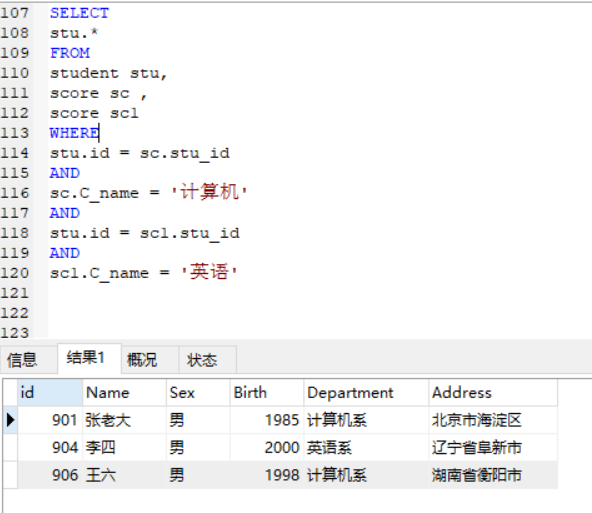 107 SELECT
108 stu.*
109 FROM
110 student stu,
111 score sc ,
112 score sc1
113 WHERE
114 stu.id = sc.stu_id
115 AND
116 sc.C_name = '计算机'
117 AND
118 stu.id = sc1.stu_id
119 AND
120 sc1.C_name = '英语'
121
122
123
信息 结果1 概况 状态
id Name Sex Birth Department Address
901 张老大 男 1985 计算机系 北京市海淀区
904 李四 男 2000 英语系 辽宁省阜新市
906 王六 男 1998 计算机系 湖南省衡阳市